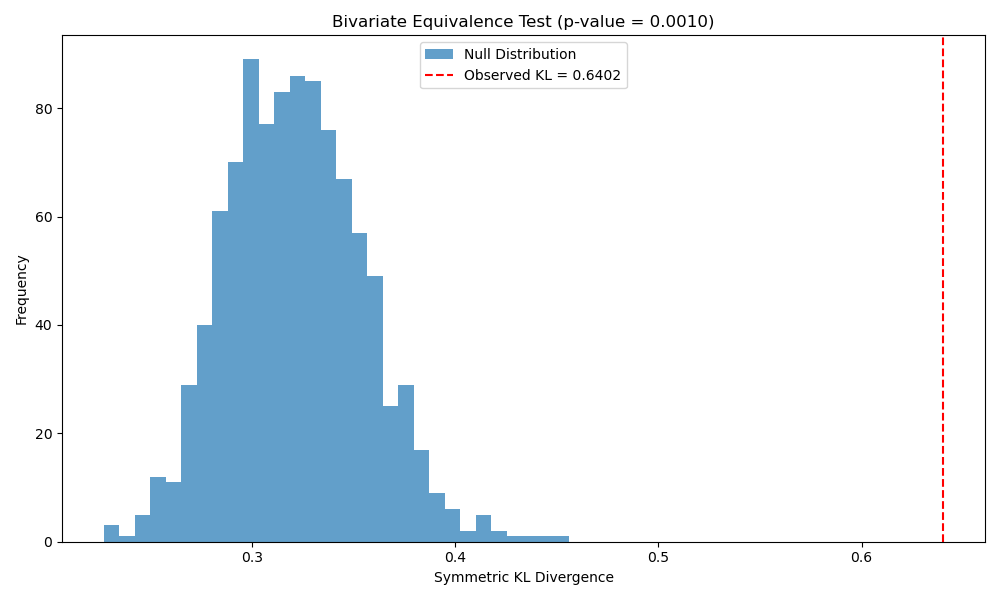 Bivariate Equivalence Test (p-value = 0.0010)
Null Distribution
Observed KL = 0.6402
Frequency
80
60
40
20
0
0.3
0.4
0.5
0.6
Symmetric KL Divergence